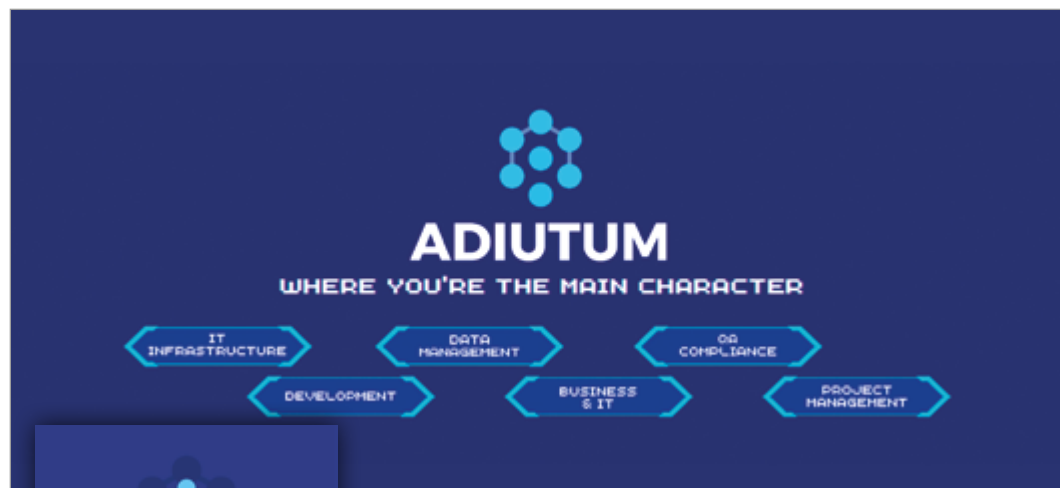 ADIUTUM
WHERE YOU'RE THE MAIN CHARACTER
IT
INFRASTRUCTURE
DATA
MANAGEMENT
QA
COMPLIANCE
DEVELOPMENT
BUSINESS
& IT
PROJECT
MANAGEMENT